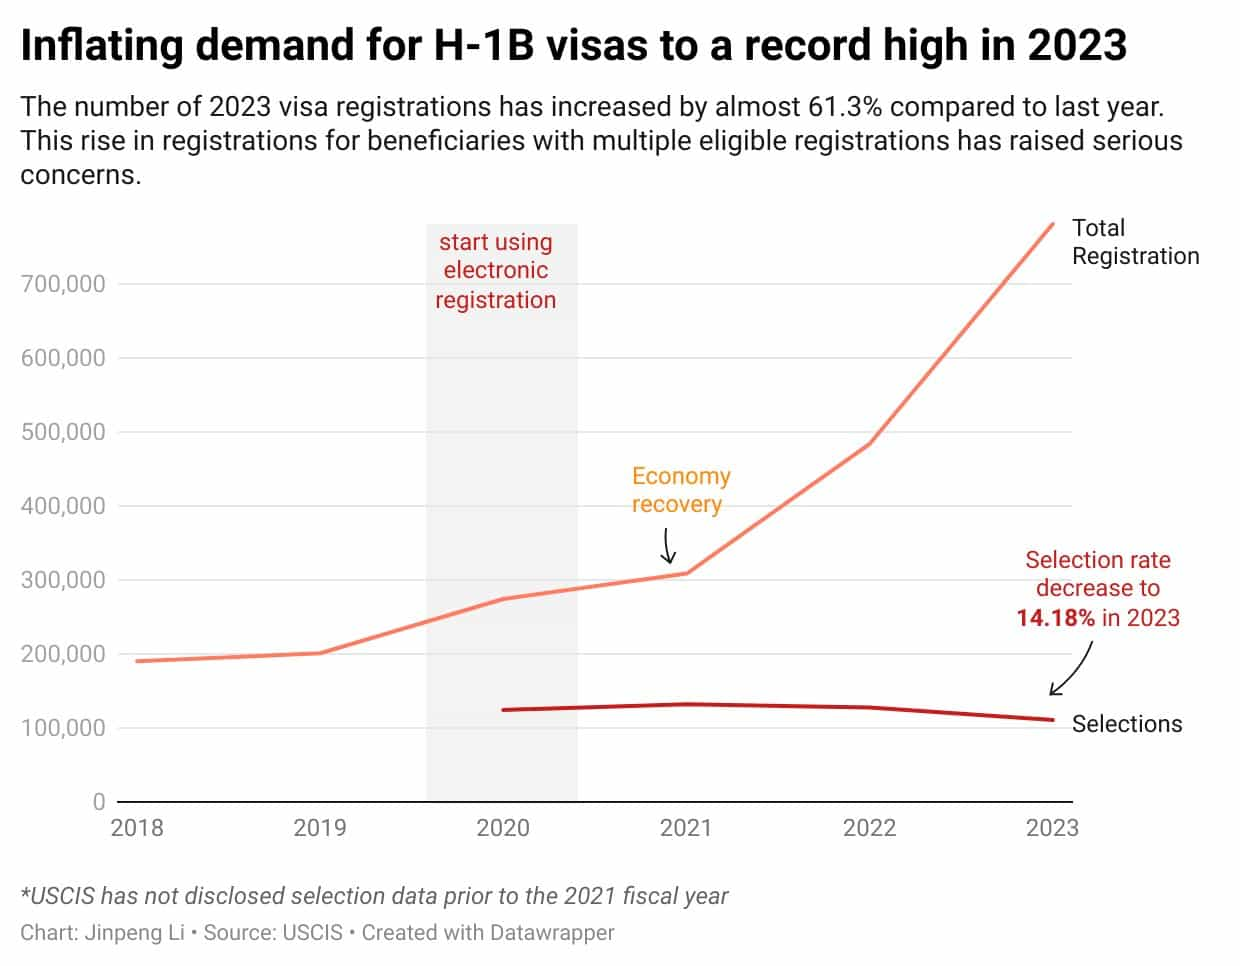 Inflating demand for H-1B visas to a record high in 2023
The number of 2023 visa registrations has increased by almost 61.3% compared to last year.
This rise in registrations for beneficiaries with multiple eligible registrations has raised serious
concerns.
Total
Registration
start using
electronic
registration
700,000
600,000
500,000
Economy
recovery
400,000
300,000
Selection rate
decrease to
14.18% in 2023
200,000
100,000
Selections
0
2018
2019
2020
2021
2022
2023
*USCIS has not disclosed selection data prior to the 2021 fiscal year
Chart: Jinpeng Li • Source: USCIS • Created with Datawrapper